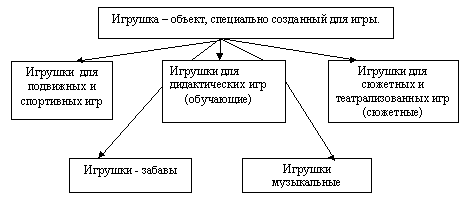 Игрушка – объект, специально созданный для игры.
Игрушки для
подвижных и
спортивных игр
Игрушки для
дидактических игр
(обучающие)
Игрушки для
сюжетных и
театрализованных игр
(сюжетные)
Игрушки - забавы
Игрушки
музыкальные